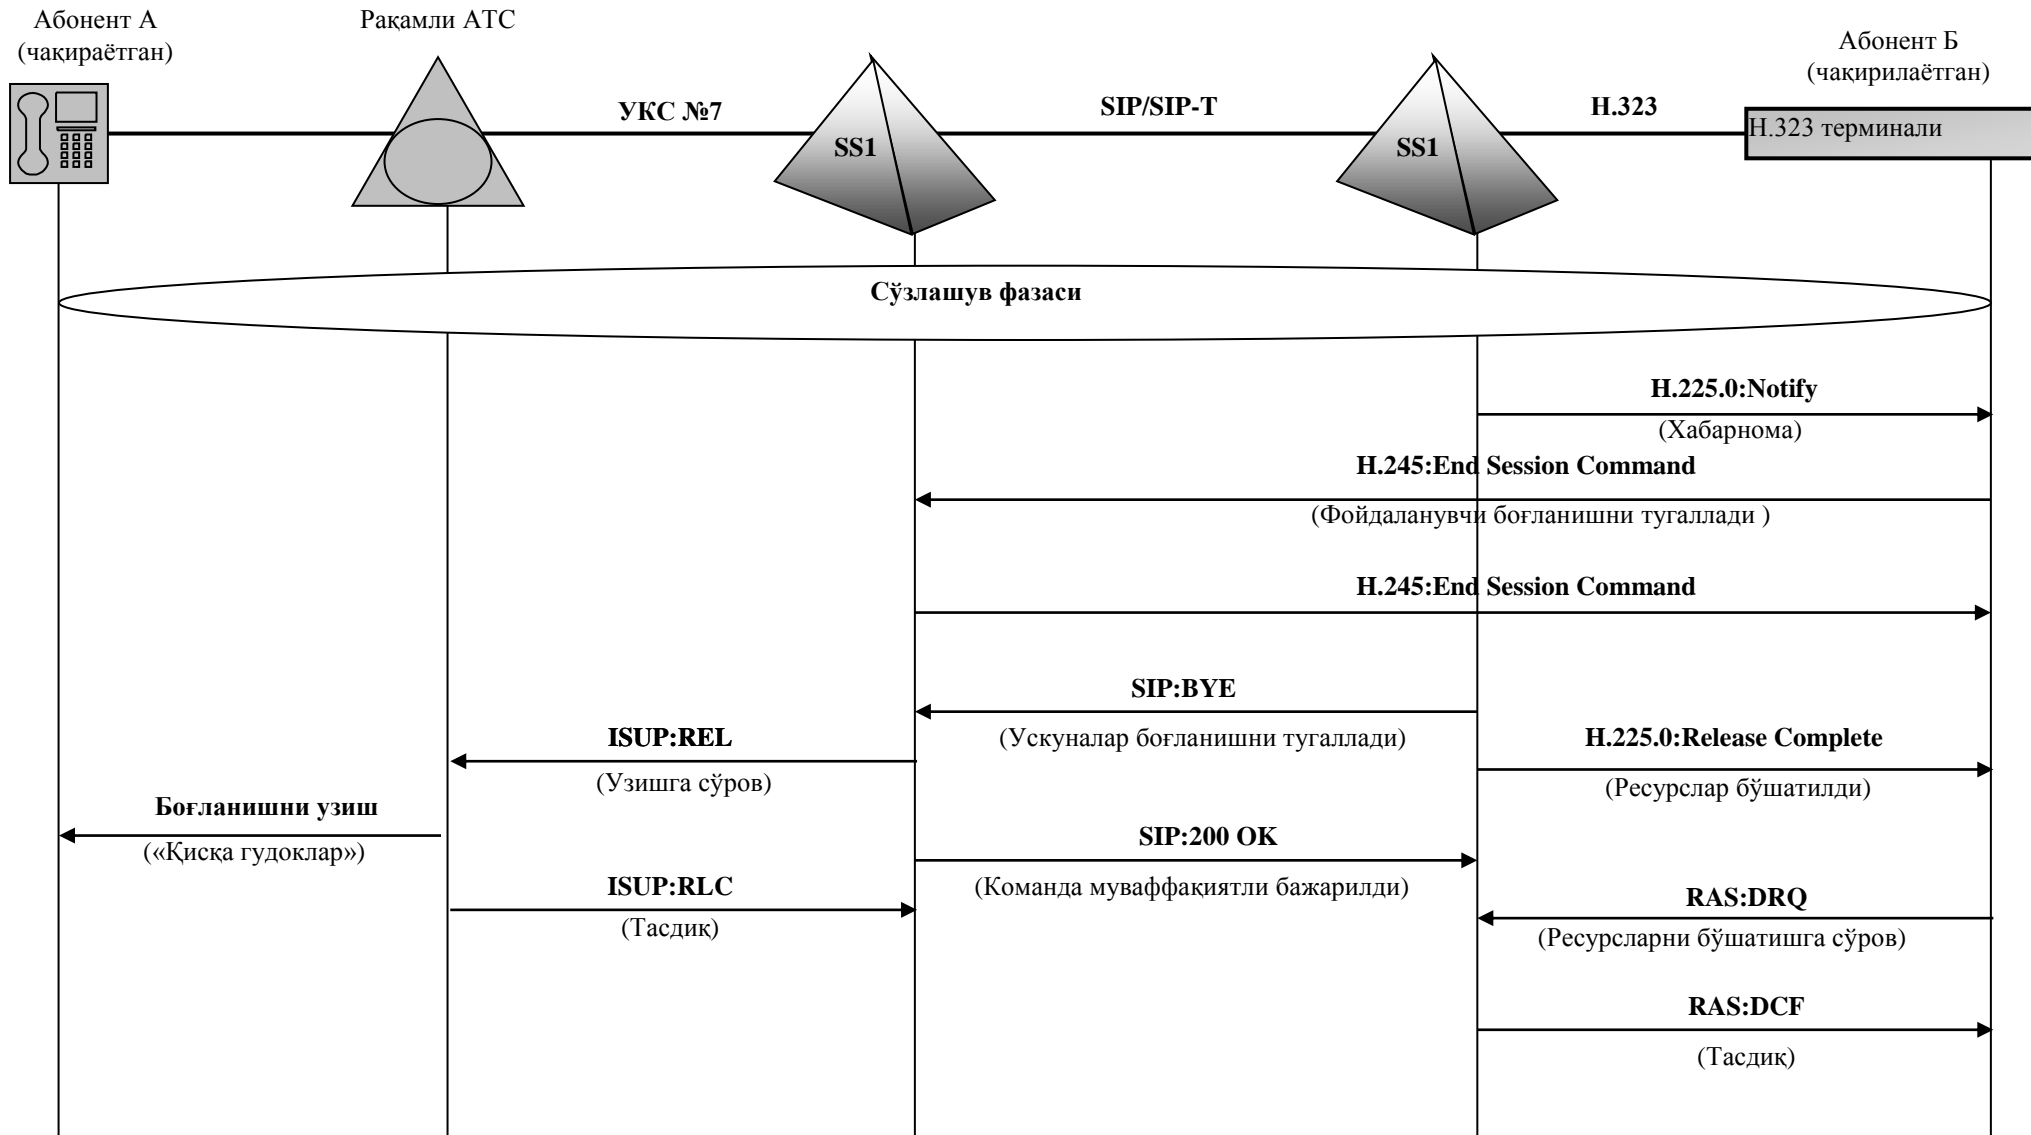 Абонент А
(чақираётган)
Рақамли АТС
Абонент Б
(чақирилаётган)
УКС №7
SIP/SIP-T
H.323
SS1
SS1
H.323 терминали
Сўзлашув фазаси
H.225.0:Notify
(Хабарнома)
H.245:End Session Command
(Фойдаланувчи боғланишни тугаллади )
H.245:End Session Command
SIP:BYE
(Ускуналар боғланишни тугаллади)
ISUP:REL
(Узишга сўров)
H.225.0:Release Complete
(Ресурслар бўшатилди)
Боғланишни узиш
(«Қисқа гудоклар»)
SIP:200 OK
(Команда муваффақиятли бажарилди)
ISUP:RLC
(Тасдиқ)
RAS:DRQ
(Ресурсларни бўшатишга сўров)
RAS:DCF
(Тасдиқ)